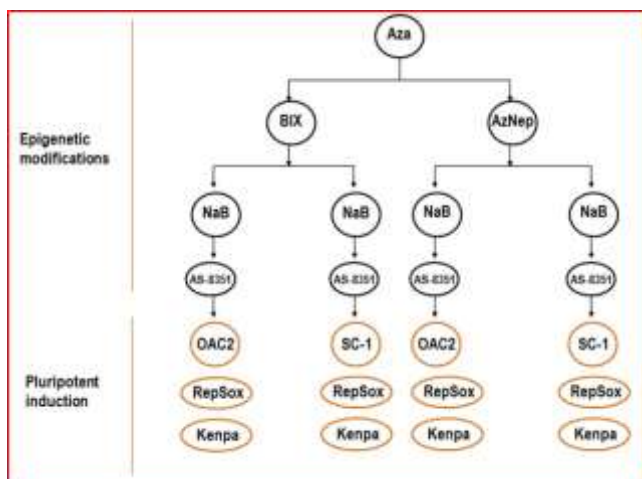 Aza
BIX AzNep
Epigenetic
modifications
NaB NaB NaB NaB
AS-8351 AS-8351 AS-8351 AS-8351
OAC2 SC-1 OAC2 SC-1
Pluripotent
induction
RepSox RepSox RepSox RepSox
Kenpa Kenpa Kenpa Kenpa